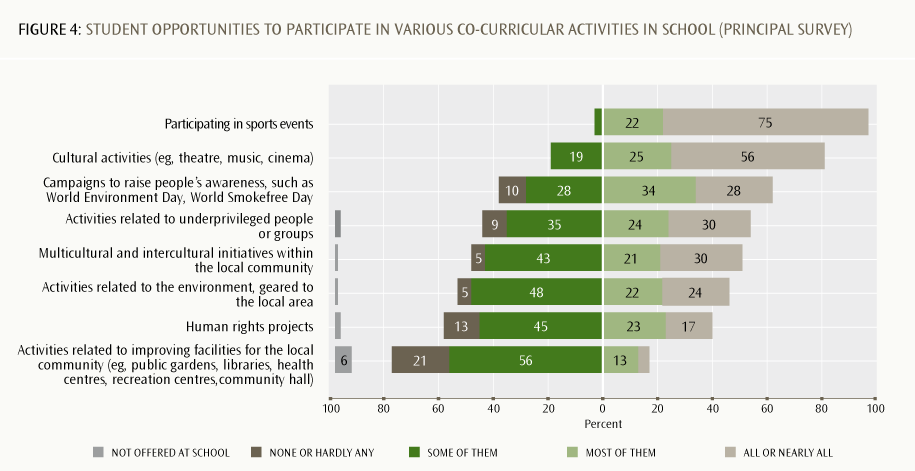 FIGURE 4: STUDENT OPPORTUNITIES TO PARTICIPATE IN VARIOUS CO-CURRICULAR ACTIVITIES IN SCHOOL (PRINCIPAL SURVEY)
Participating in sports events
22 75
Cultural activities (eg, theatre, music, cinema)
19 25 56
Campaigns to raise people's awareness, such as
World Environment Day, World Smokefree Day
10 28 34 28
Activities related to underprivileged people
or groups
9 35 24 30
Multicultural and intercultural initiatives within
the local community
5 43 21 30
Activities related to the environment, geared to
the local area
5 48 22 24
Human rights projects
13 45 23 17
Activities related to improving facilities for the local
community (eg, public gardens, libraries, health
centres, recreation centres,community hall)
6 21 56 13
100 80 60 40 20 0 20 40 60 80 100
Percent
NOT OFFERED AT SCHOOL NONE OR HARDLY ANY SOME OF THEM MOST OF THEM ALL OR NEARLY ALL